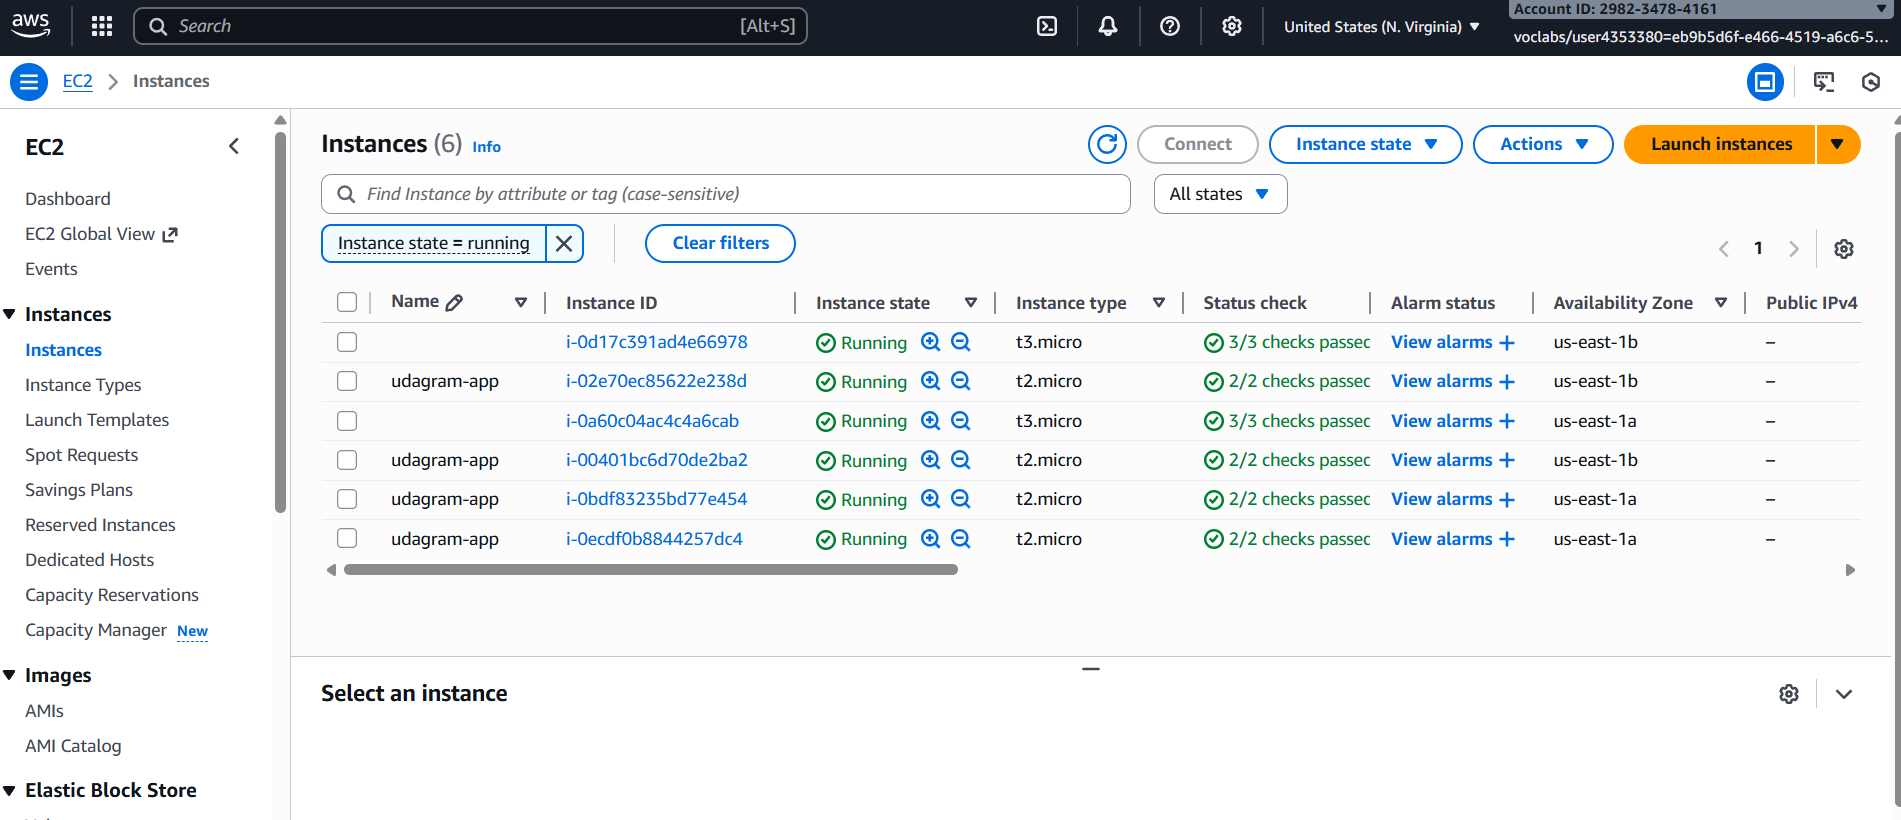 aws
Search [Alt+S]
United States (N. Virginia)
Account ID: 2982-3478-4161
voclabs/user4353380=eb9b5d6f-e466-4519-a6c6-5...
EC2 Instances
EC2
Dashboard
EC2 Global View
Events
Instances
Instances
Instance Types
Launch Templates
Spot Requests
Savings Plans
Reserved Instances
Dedicated Hosts
Capacity Reservations
Capacity Manager New
Images
AMIs
AMI Catalog
Elastic Block Store
Instances (6) Info
Connect
Instance state
Actions
Launch instances
Find Instance by attribute or tag (case-sensitive)
All states
Instance state = running
Clear filters
1
Name Instance ID Instance state Instance type Status check Alarm status Availability Zone Public IPv4
i-0d17c391ad4e66978 Running t3.micro 3/3 checks passed View alarms + us-east-1b –
udagram-app i-02e70ec85622e238d Running t2.micro 2/2 checks passed View alarms + us-east-1b –
i-0a60c04ac4c4a6cab Running t3.micro 3/3 checks passed View alarms + us-east-1a –
udagram-app i-00401bc6d70de2ba2 Running t2.micro 2/2 checks passed View alarms + us-east-1b –
udagram-app i-0bdf83235bd77e454 Running t2.micro 2/2 checks passed View alarms + us-east-1a –
udagram-app i-0ecdf0b8844257dc4 Running t2.micro 2/2 checks passed View alarms + us-east-1a –
Select an instance